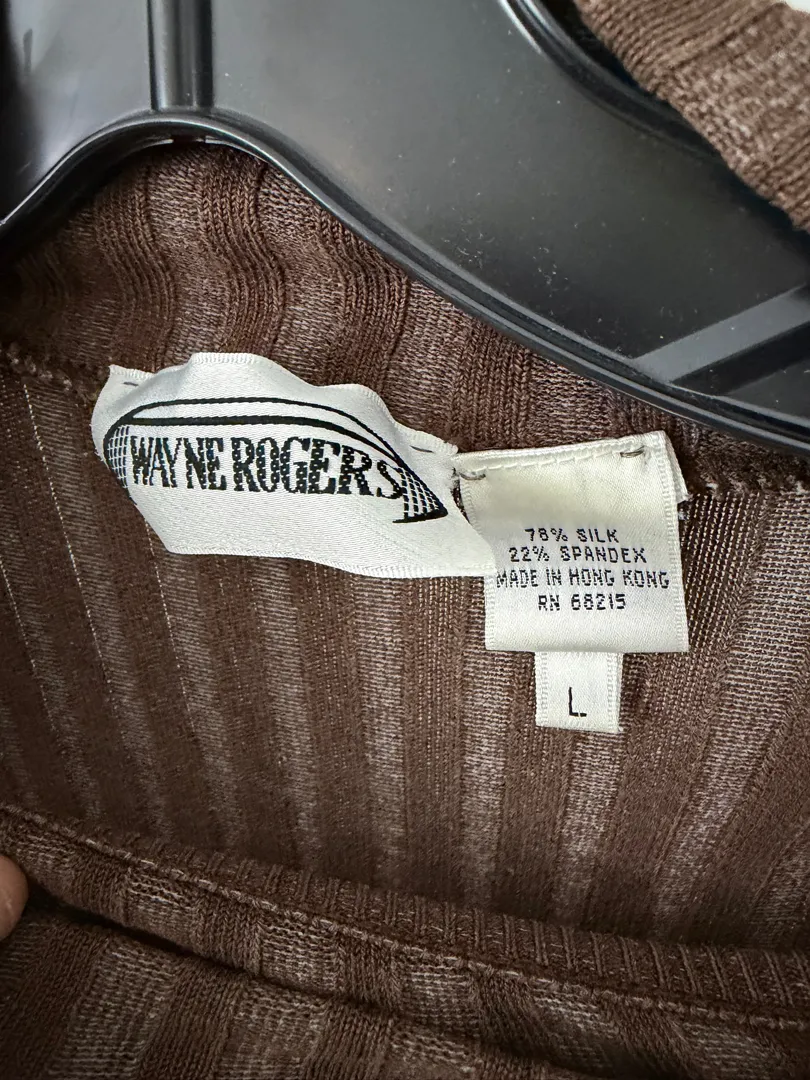 WAYNE ROGERS
78% SILK
22% SPANDEX
MADE IN HONG KONG
RN 68215
L